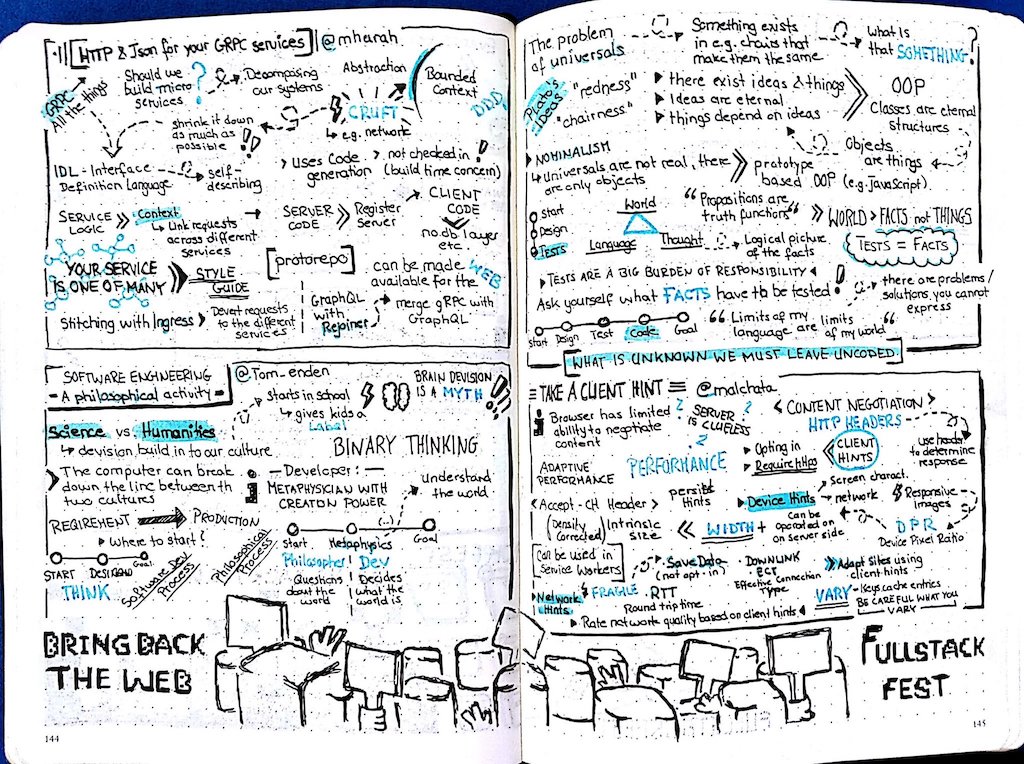 HTTP & Json for your GRPC services | @mheirah
GRPC
All the things
Should we
build micro
services
?
Decomposing
our systems
Abstraction
Bounded
Context
DDD
CRUFT
↳ e.g. network
shrink it down
as much as
possible !!
IDL - Interface
Definition Language
self-
describing
> Uses Code
generation
> not checked in !
(build time concern)
SERVICE
LOGIC
>> Context
↳ Link requests
across different
services
SERVER
CODE
>> Register
Server
CLIENT
CODE
no db layer
etc.
YOUR SERVICE
IS ONE OF MANY
STYLE
GUIDE
[protorepo]
can be made
available for the WEB
Stitching with Ingress
> Devert requests
to the different
services
GraphQL
with
Rejoiner
merge gRPC with
GraphQL
SOFTWARE ENGINEERING
- A philosophical activity -
@Tom_enden
Science vs Humanities
↳ devision build in to our culture
starts in school
↳ gives kids a
Label
BRAIN DEVISION
IS A MYTH !!!
BINARY THINKING
> The computer can break
down the line between th
two cultures
— Developer: —
METAPHYSICIAN WITH
CREATION POWER
(...)
understand
the world
REQUIREMENT
PRODUCTION
▸ Where to start?
START
DESIGN
Goal
THINK
Software Dev
Process
Philosophical
Process
Start
Metaphysics
Goal
Philosopher
Questions
about the
world
Dev
Decides
what the
world is
BRING BACK
THE WEB
144
The problem
of universals
Something exists
in e.g. chairs that
make them the same
What is
that SOMETHING?
Plato's
Ideas
"redness"
"chairness"
▸ there exist ideas & things
▸ Ideas are eternal
▸ things depend on ideas
OOP
Classes are eternal
structures
Objects
are things
▸ NOMINALISM
↳ Universals are not real, there
are only objects
>> prototype
based OOP (e.g. JavaScript)
Start
Design
TESTS
World
Language
Thought
"Propositions are
truth functions"
>> WORLD > FACTS not THINGS
Logical picture
of the facts
TESTS = FACTS
▸ TESTS ARE A BIG BURDEN OF RESPONSIBILITY ◂
Ask yourself what FACTS have to be tested !
there are problems/
solutions, you cannot
express
Start
Design
Test
Code
Goal
"Limits of my
language are
limits
of my world"
WHAT IS UNKNOWN WE MUST LEAVE UNCODED.
≡ TAKE A CLIENT HINT ≡ @malchata
Browser has limited
ability to negotiate
content
? SERVER ?
IS CLUELESS
?
< CONTENT NEGOTIATION >
HTTP HEADERS
use header
to determine
response
ADAPTIVE
PERFORMANCE
PERFORMANCE
▸ Opting in
▸ Require https
CLIENT
HINTS
<Accept - CH Header>
persist
Hints
▸ Device Hints
Screen charact.
network
Responsive
images
(Density
Corrected)
Intrinsic
SIZE
<< WIDTH +
can be
operated on
server side
DPR
Device Pixel Ratio
Can be used in
Service Workers
▸ Save Data
(not opt-in)
· DOWNLINK
· ECT
Effective Connection
Type
>> Adapt Sites using
client hints
▸ Network
Hints
FRAGILE
· RTT
Round trip time
VARY - Keys cache entries
BE CAREFUL WHAT YOU
VARY
▸ Rate network quality based on client hints ◂
FULLSTACK
FEST
145